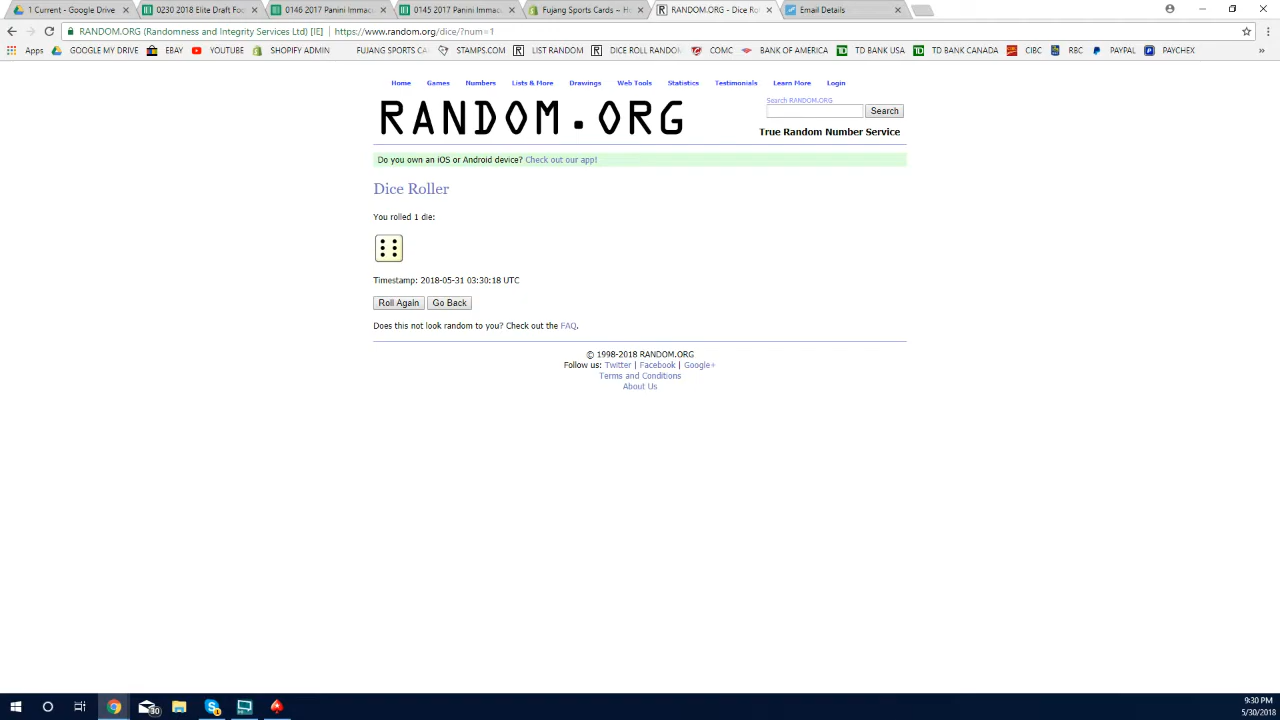 1 Current - Google Drive
0230 2018 Elite Draft Foo
0146 2017 Panini Immac
0145 2017 Panini Immac
Fujang Sports Cards ~ H
RANDOM.ORG - Dice Ro
Email Details
RANDOM.ORG (Randomness and Integrity Services Ltd) [IE] | https://www.random.org/dice/?num=1
Apps GOOGLE MY DRIVE EBAY YOUTUBE SHOPIFY ADMIN FUJANG SPORTS CA STAMPS.COM LIST RANDOM DICE ROLL RANDOM COMC BANK OF AMERICA TD BANK USA TD BANK CANADA CIBC RBC PAYPAL PAYCHEX »
Home Games Numbers Lists & More Drawings Web Tools Statistics Testimonials Learn More Login
RANDOM.ORG
Search RANDOM.ORG
Search
True Random Number Service
Do you own an iOS or Android device? Check out our app!
Dice Roller
You rolled 1 die:
Timestamp: 2018-05-31 03:30:18 UTC
Roll Again Go Back
Does this not look random to you? Check out the FAQ.
© 1998-2018 RANDOM.ORG
Follow us: Twitter | Facebook | Google+
Terms and Conditions
About Us
30
9:30 PM
5/30/2018